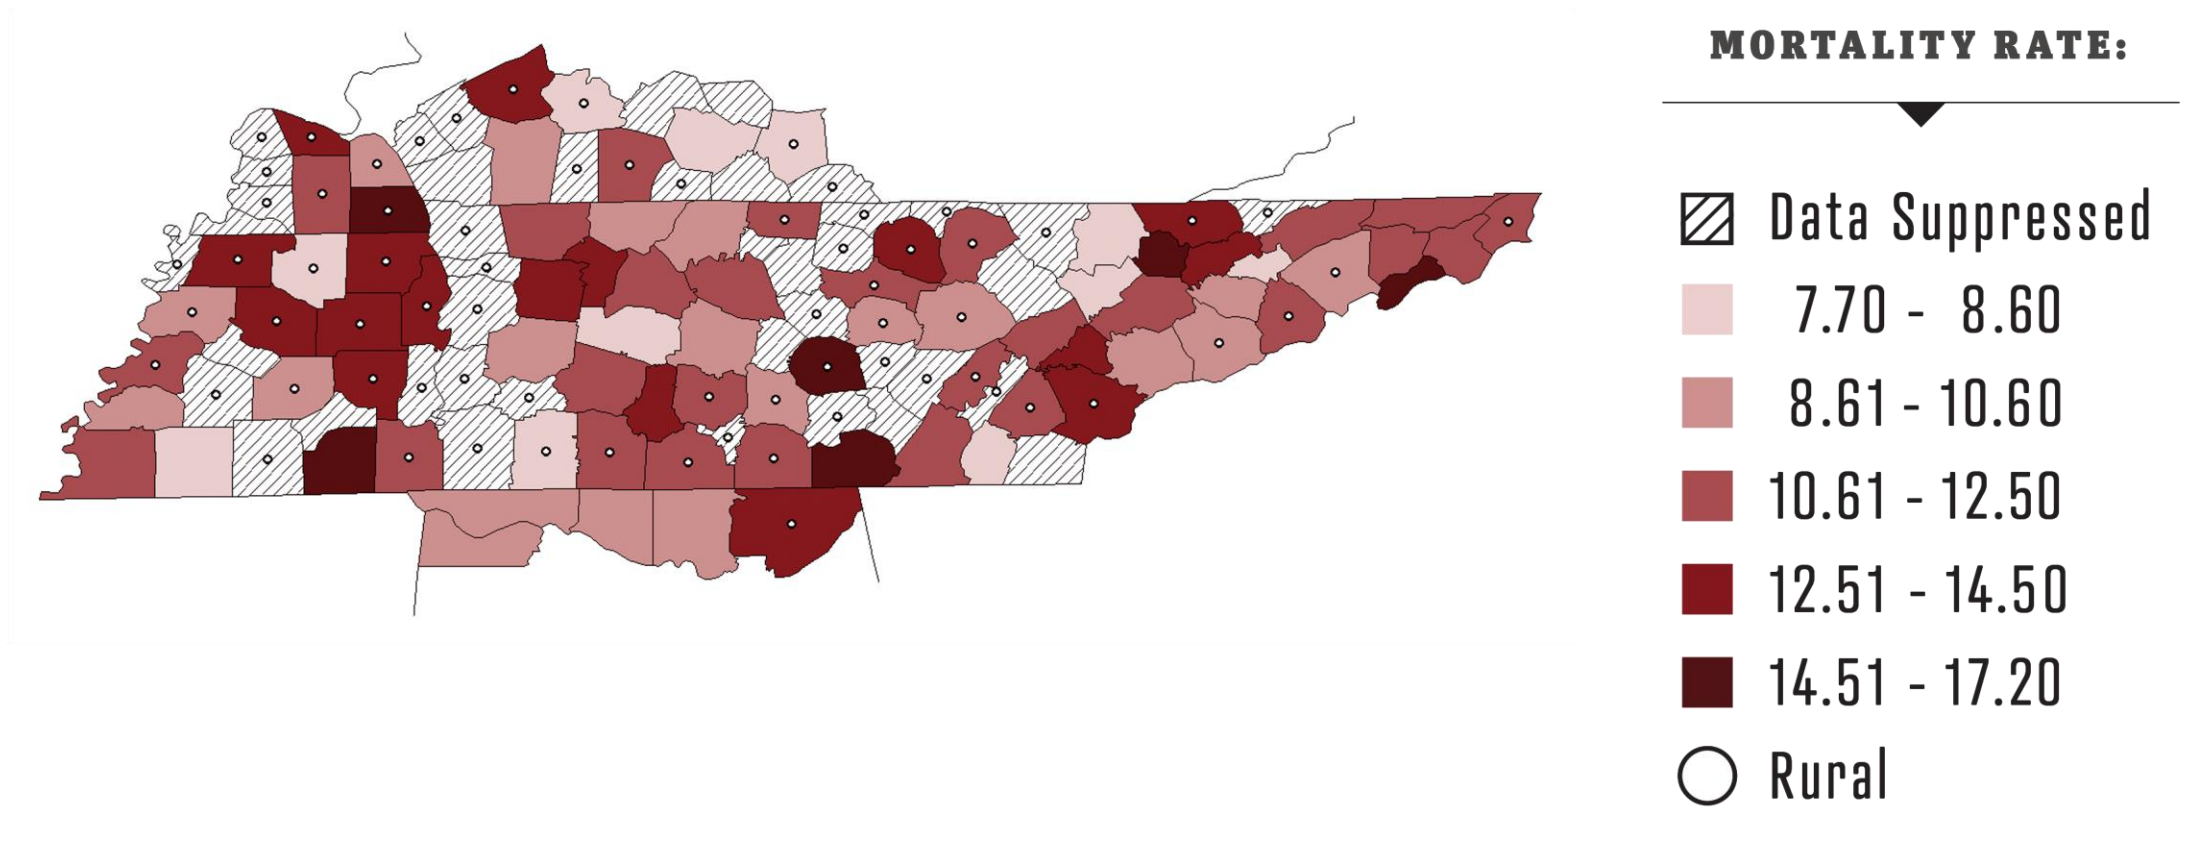 MORTALITY RATE:
Data Suppressed
7.70 - 8.60
8.61 - 10.60
10.61 - 12.50
12.51 - 14.50
14.51 - 17.20
Rural